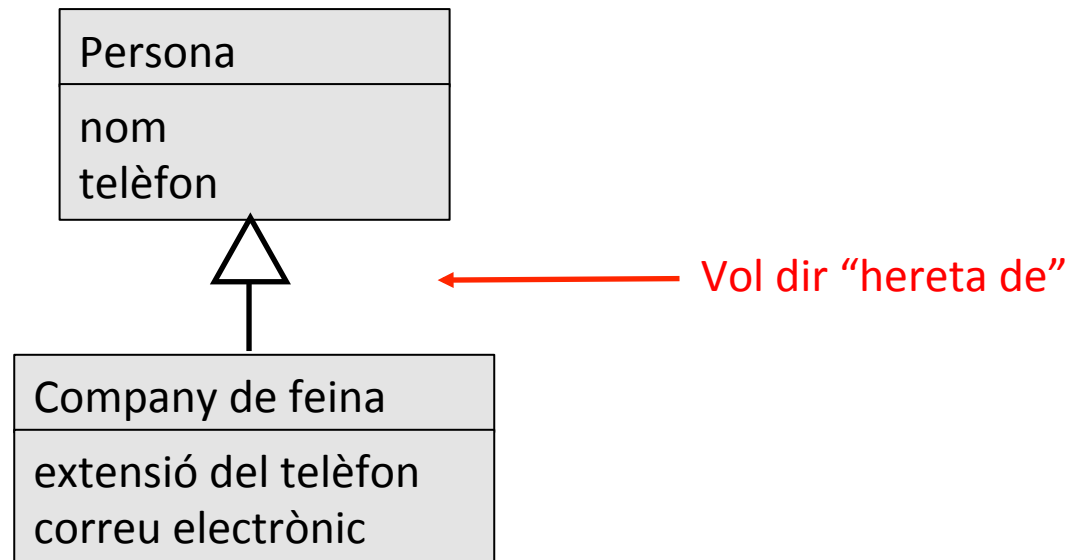 Persona
nom
telèfon
Vol dir “hereta de”
Company de feina
extensió del telèfon
correu electrònic